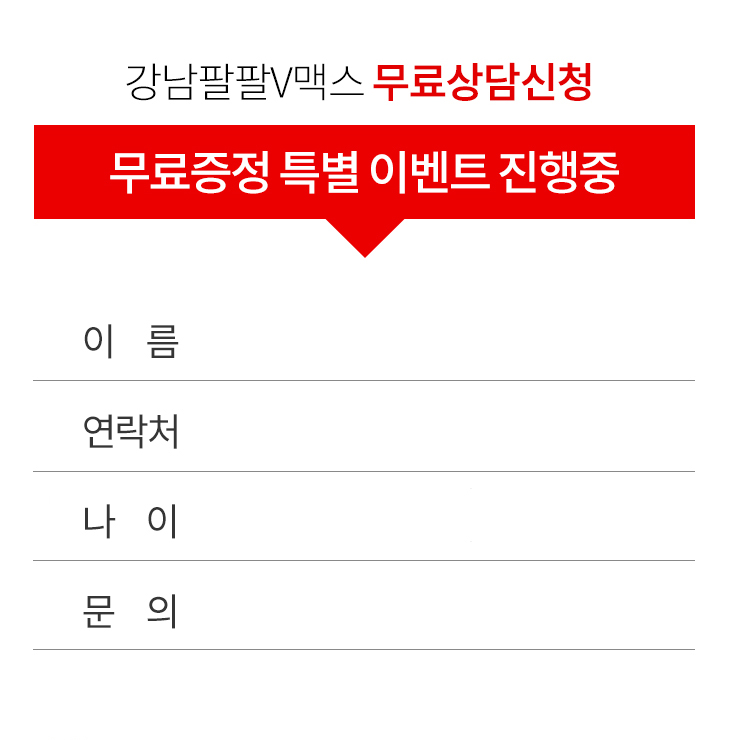 강남팔팔V맥스 무료상담신청
무료증정 특별 이벤트 진행중
이 름
연락처
나 이
문 의